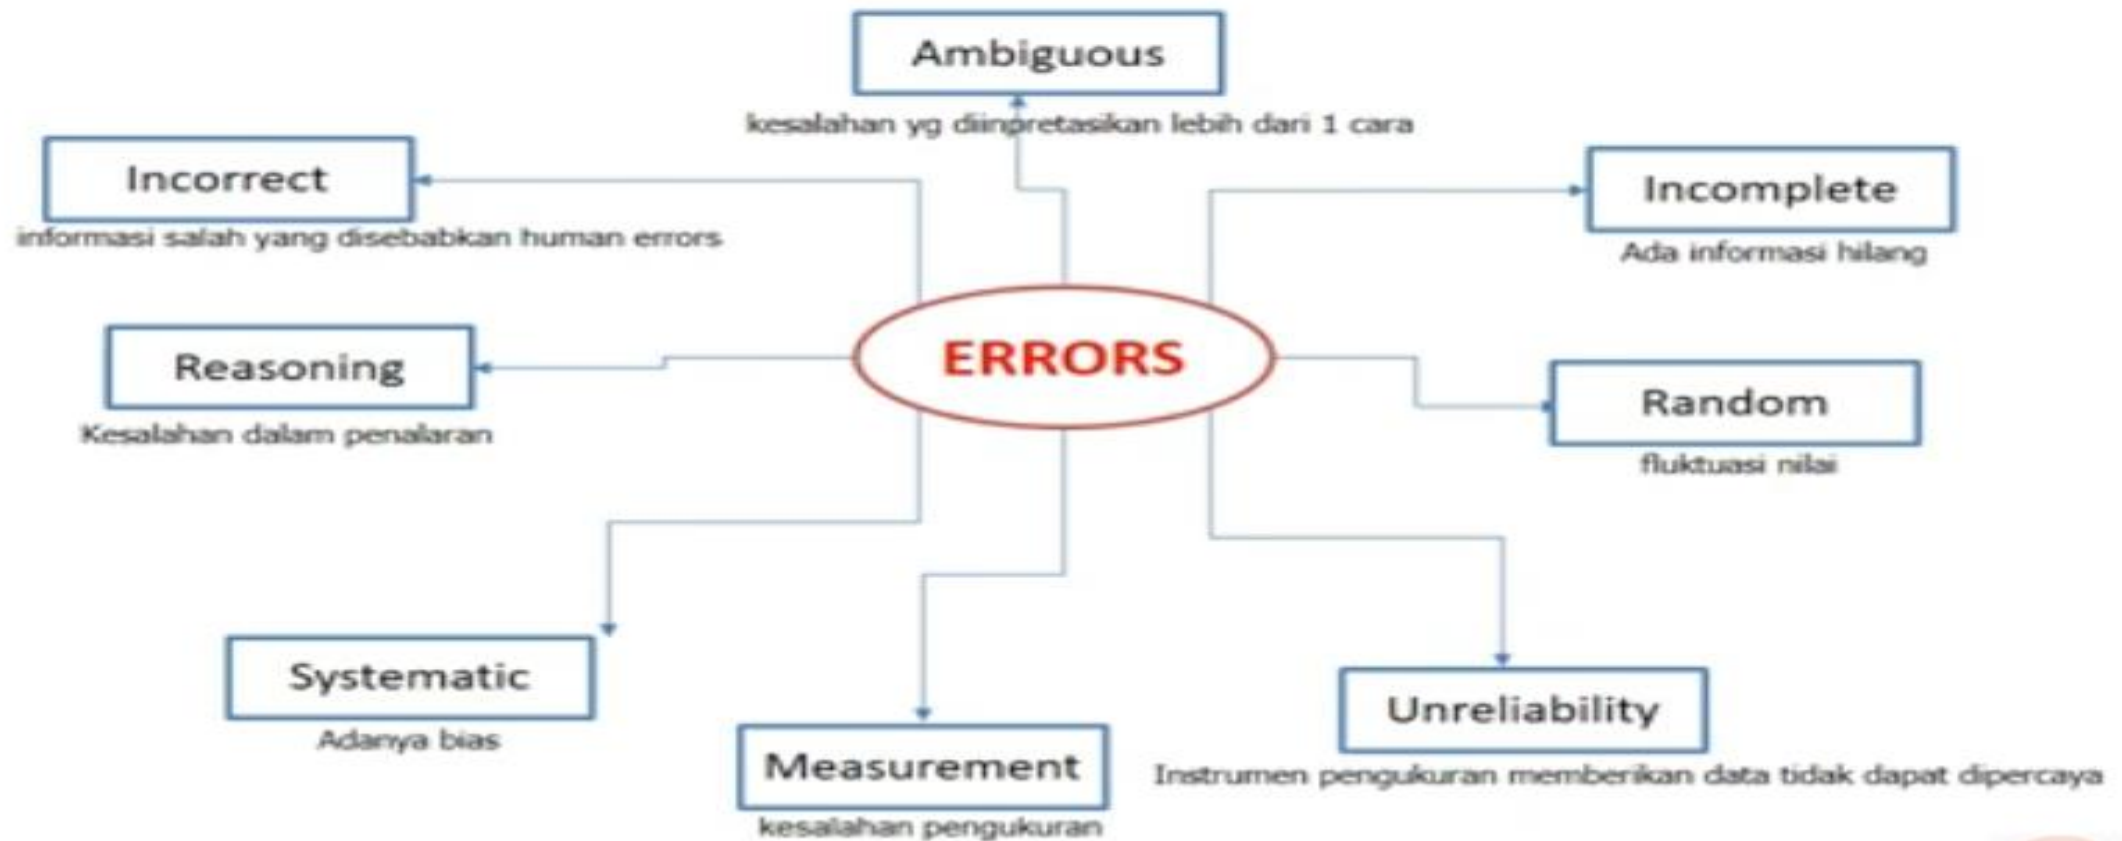 Ambiguous
kesalahan yg diinpretasikan lebih dari 1 cara
Incorrect
informasi salah yang disebabkan human errors
Incomplete
Ada informasi hilang
Reasoning
Kesalahan dalam penalaran
ERRORS
Random
fluktuasi nilai
Systematic
Adanya bias
Measurement
kesalahan pengukuran
Unreliability
Instrumen pengukuran memberikan data tidak dapat dipercaya